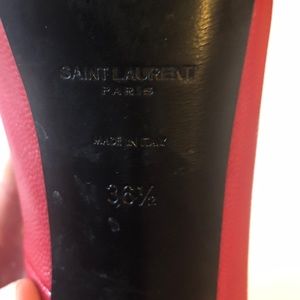 SAINT LAURENT
PARIS
MADE IN ITALY
36½